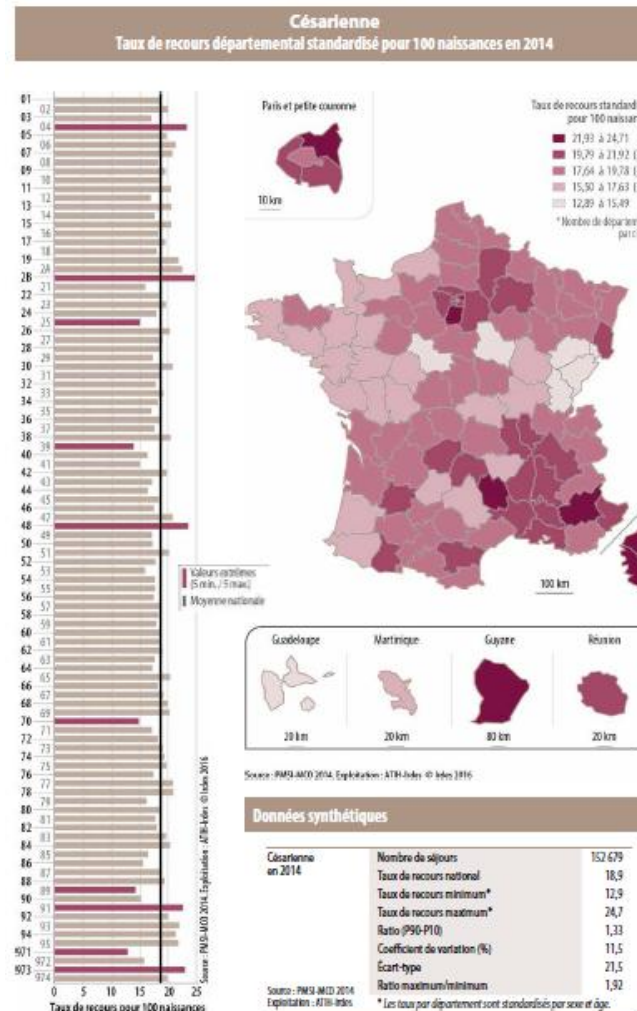 Césarienne
Taux de recours départemental standardisé pour 100 naissances en 2014
01
02
03
04
05
06
07
08
09
10
11
12
13
14
15
16
17
18
19
2A
2B
21
22
23
24
25
26
27
28
29
30
31
32
33
34
35
36
37
38
39
40
41
42
43
44
45
46
47
48
49
50
51
52
53
54
55
56
57
58
59
60
61
62
63
64
65
66
67
68
69
70
71
72
73
74
75
76
77
78
79
80
81
82
83
84
85
86
87
88
89
90
91
92
93
94
95
971
972
973
974
0 5 10 15 20 25
Taux de recours pour 100 naissances
Source : PMSI-MCO 2014, Exploitation : ATIH-Irdes © Irdes 2016
Valeurs extrêmes
(5 min. / 5 max.)
Moyenne nationale
Paris et petite couronne
10 km
Taux de recours standardi
pour 100 naissan
21,93 à 24,71
19,79 à 21,92 (
17,64 à 19,78 (
15,50 à 17,63 (
12,89 à 15,49
* Nombre de départem
par c
100 km
Guadeloupe
20 km
Martinique
20 km
Guyane
80 km
Réunion
20 km
Source : PMSI-MCO 2014, Exploitation : ATIH-Irdes © Irdes 2016
Données synthétiques
Césarienne
en 2014
Nombre de séjours 152 679
Taux de recours national 18,9
Taux de recours minimum* 12,9
Taux de recours maximum* 24,7
Ratio (P90-P10) 1,33
Coefficient de variation (%) 11,5
Écart-type 21,5
Ratio maximum/minimum 1,92
Source : PMSI-MCO 2014
Exploitation : ATIH-Irdes
* Les taux par département sont standardisés par sexe et âge.